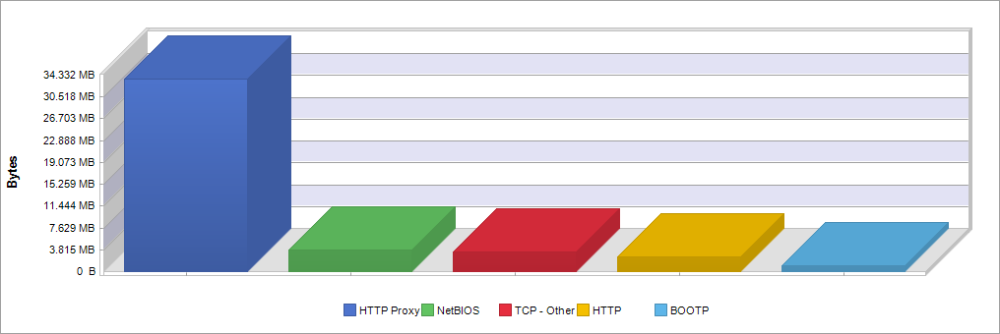 34.332 MB
30.518 MB
26.703 MB
22.888 MB
19.073 MB
15.259 MB
11.444 MB
7.629 MB
3.815 MB
0 B
Bytes
HTTP Proxy NetBIOS TCP - Other HTTP BOOTP